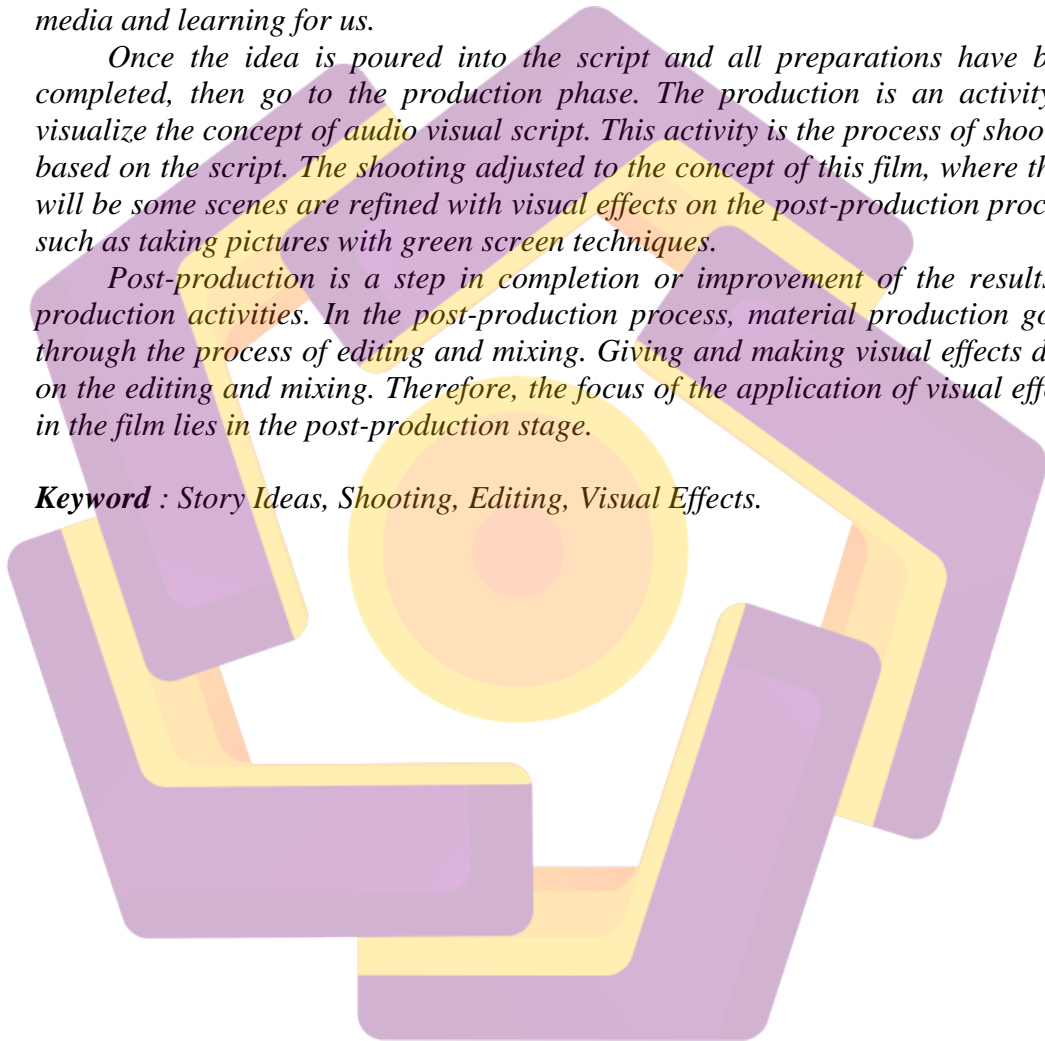 media and learning for us.
Once the idea is poured into the script and all preparations have b
completed, then go to the production phase. The production is an activity
visualize the concept of audio visual script. This activity is the process of shoo
based on the script. The shooting adjusted to the concept of this film, where th
will be some scenes are refined with visual effects on the post-production proc
such as taking pictures with green screen techniques.
Post-production is a step in completion or improvement of the results
production activities. In the post-production process, material production go
through the process of editing and mixing. Giving and making visual effects d
on the editing and mixing. Therefore, the focus of the application of visual eff
in the film lies in the post-production stage.
Keyword : Story Ideas, Shooting, Editing, Visual Effects.